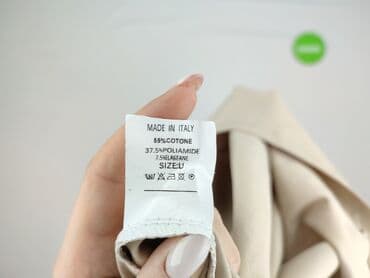 MADE IN ITALY
55%COTONE
37.5%POLIAMIDE
7.5%ELASTANE
SIZE:U